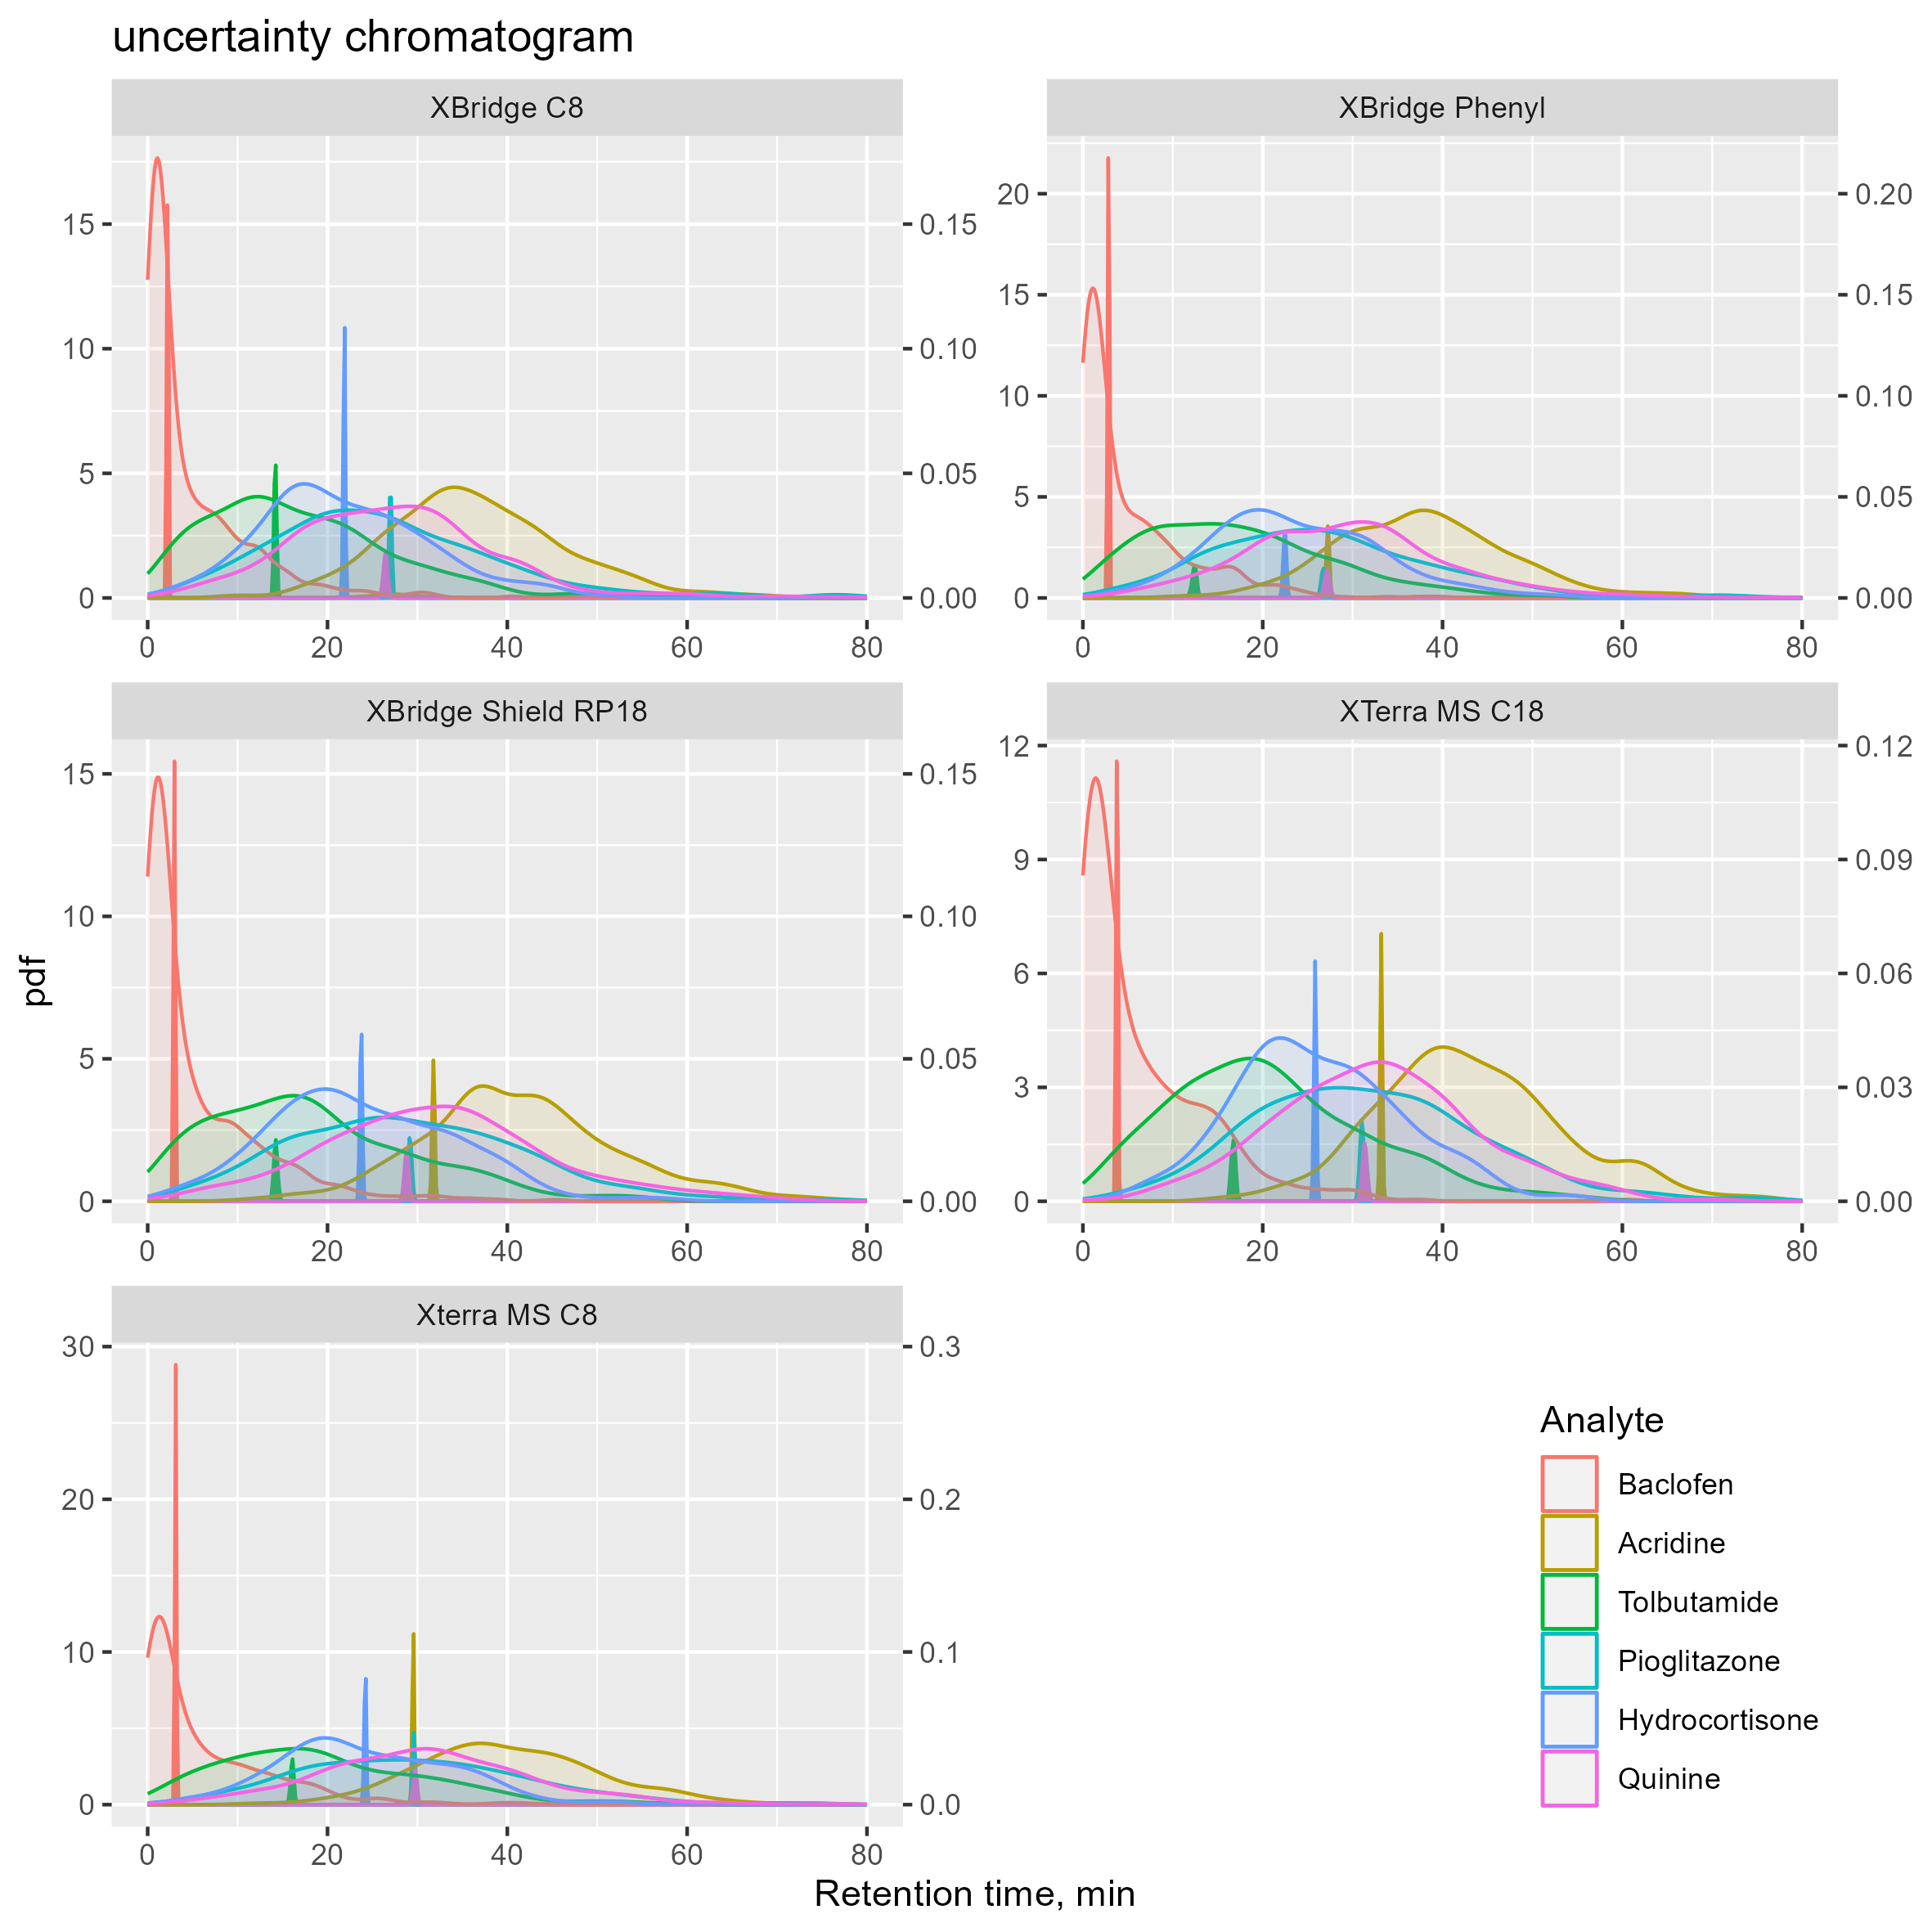 uncertainty chromatogram
XBridge C8
XBridge Phenyl
15
10
5
0
0.15
0.10
0.05
0.00
0 20 40 60 80
20
15
10
5
0
0.20
0.15
0.10
0.05
0.00
0 20 40 60 80
XBridge Shield RP18
XTerra MS C18
15
10
5
0
0.15
0.10
0.05
0.00
0 20 40 60 80
12
9
6
3
0
0.12
0.09
0.06
0.03
0.00
0 20 40 60 80
pdf
Xterra MS C8
30
20
10
0
0.3
0.2
0.1
0.0
0 20 40 60 80
Retention time, min
Analyte
Baclofen
Acridine
Tolbutamide
Pioglitazone
Hydrocortisone
Quinine